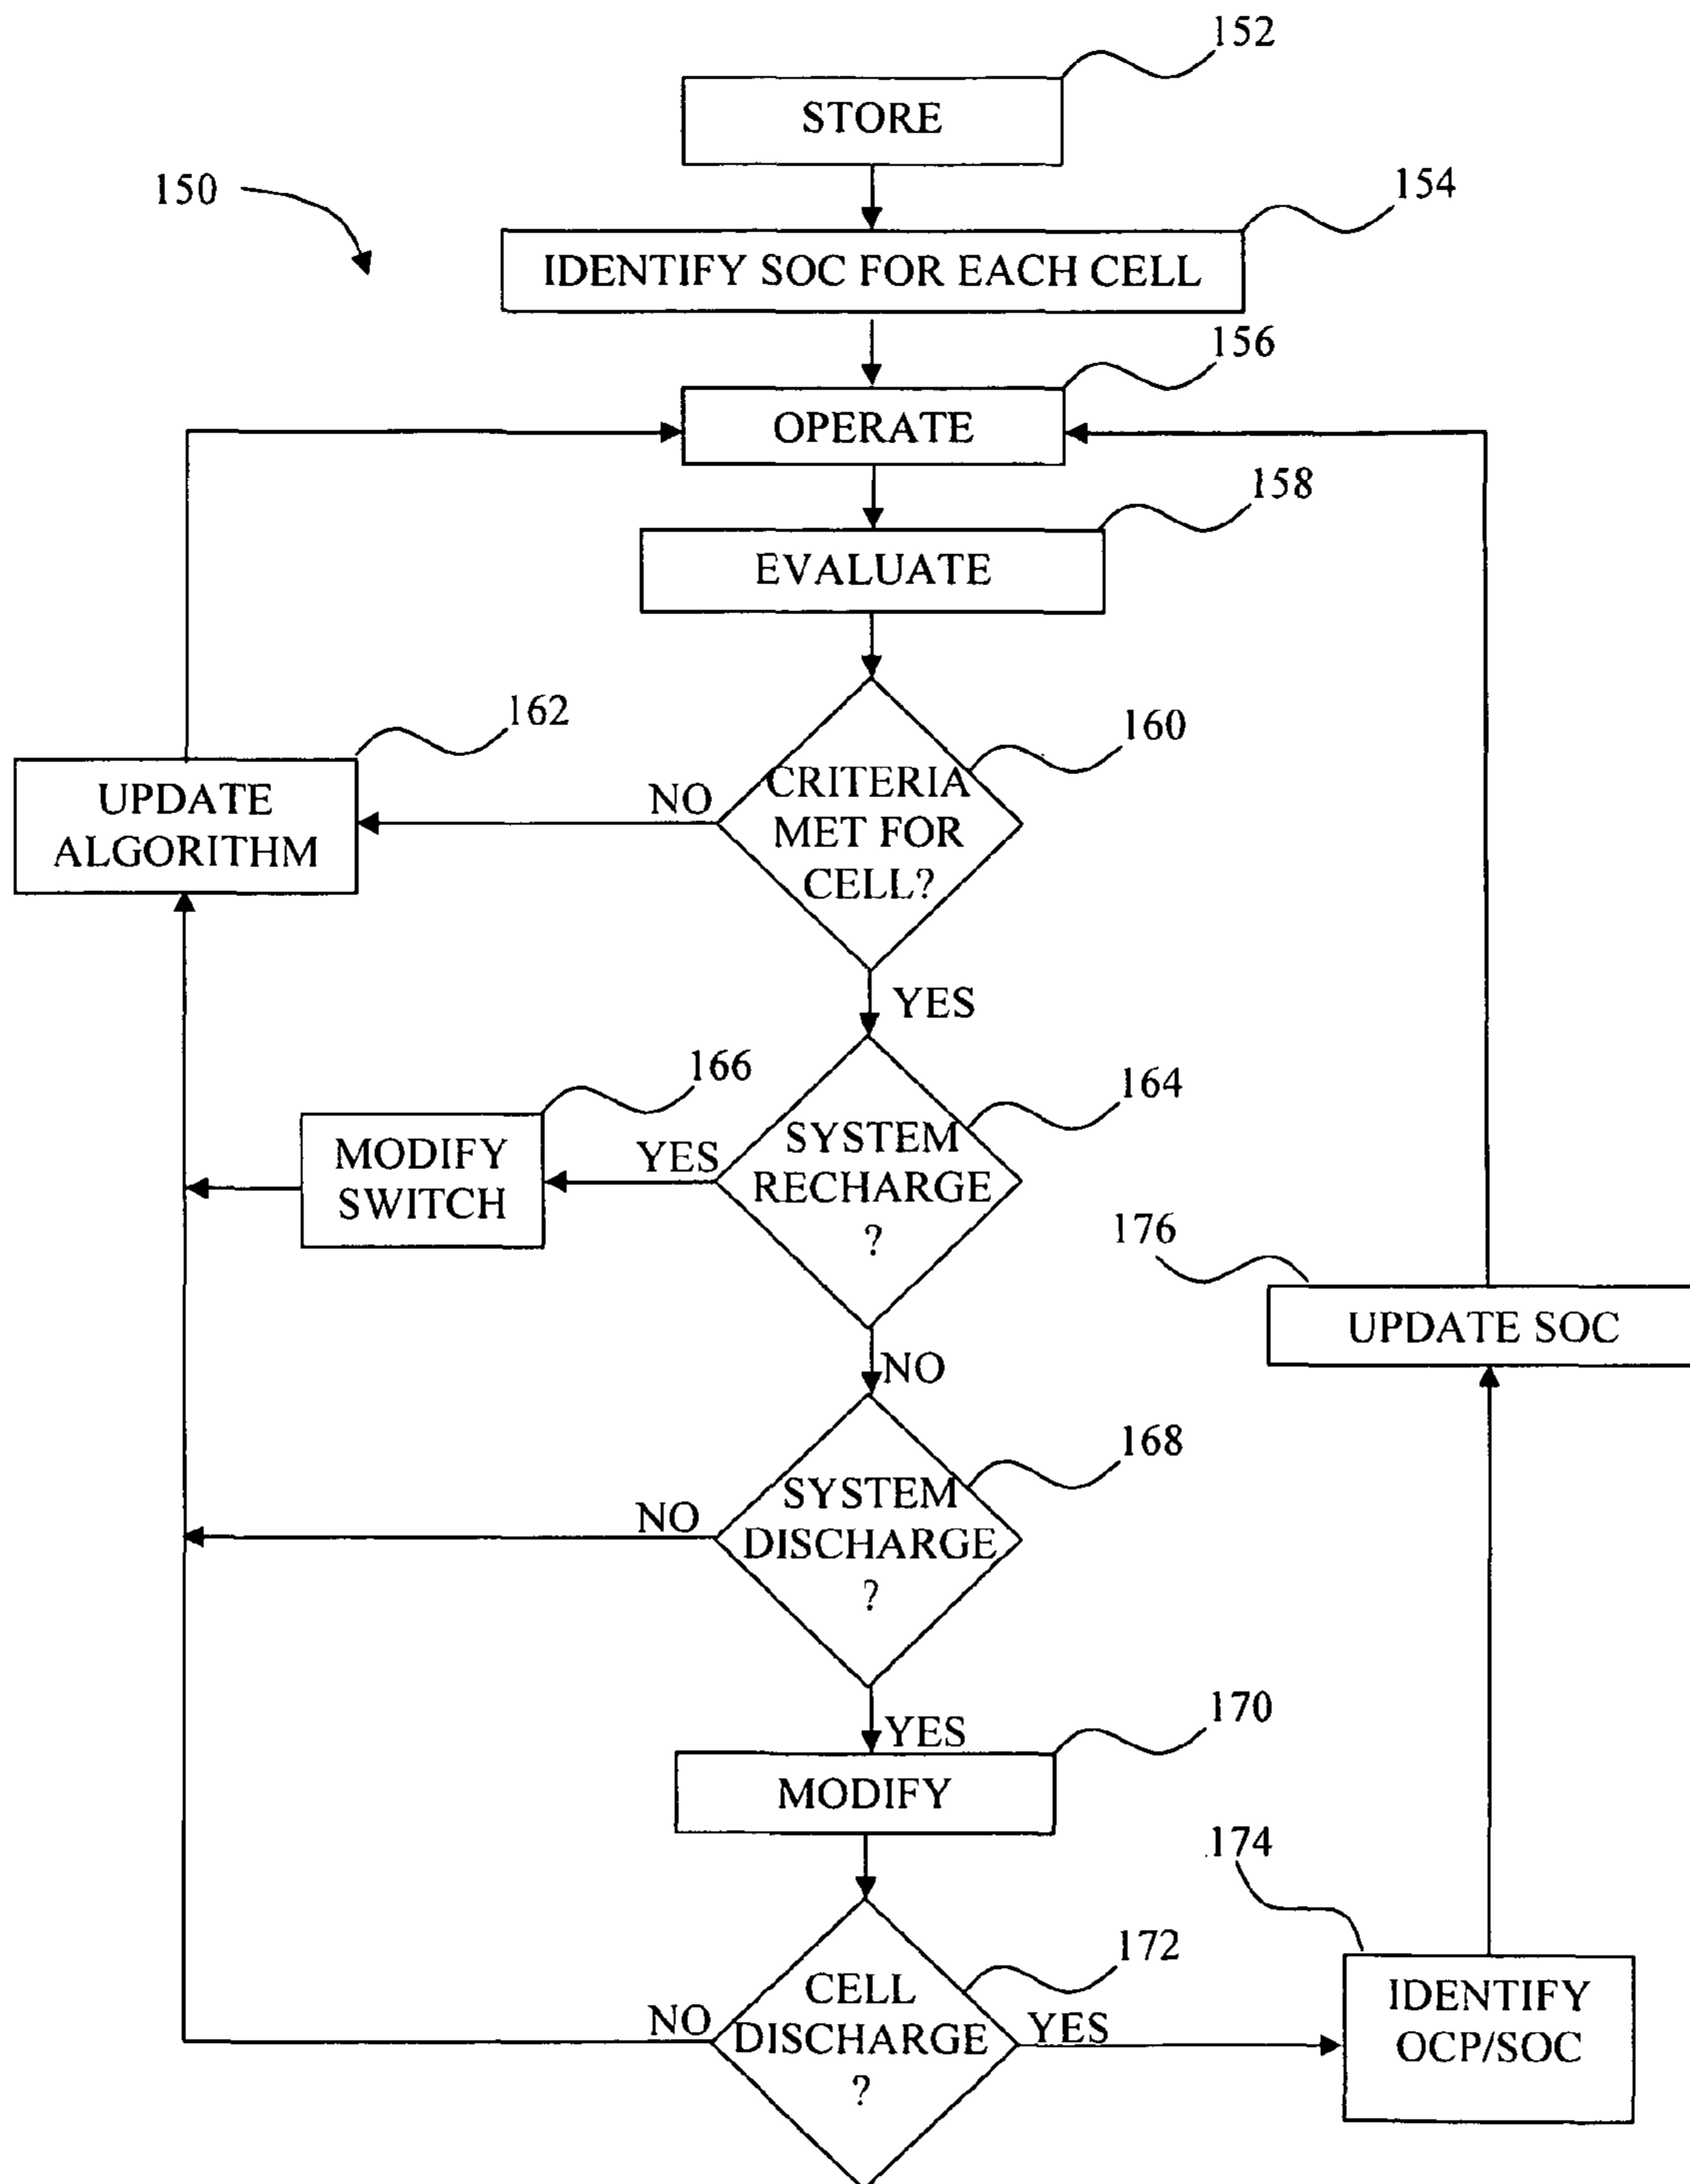 152
STORE
150
154
IDENTIFY SOC FOR EACH CELL
156
OPERATE
158
EVALUATE
162
160
UPDATE
ALGORITHM
NO
CRITERIA
MET FOR
CELL?
YES
166
164
MODIFY
SWITCH
YES
SYSTEM
RECHARGE
?
176
UPDATE SOC
NO
168
NO
SYSTEM
DISCHARGE
?
YES
170
MODIFY
174
172
NO
CELL
DISCHARGE
?
YES
IDENTIFY
OCP/SOC